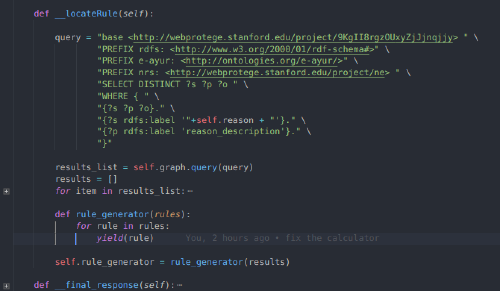 def __locateRule(self):
query = "base <http://webprotege.stanford.edu/project/9KgII8rgzOUxyZjJjnqjjy> " \
"PREFIX rdfs: <http://www.w3.org/2000/01/rdf-schema#>" \
"PREFIX e-ayur: <http://ontologies.org/e-ayur/>" \
"PREFIX nrs: <http://webprotege.stanford.edu/project/ne> " \
"SELECT DISTINCT ?s ?p ?o " \
"WHERE { " \
"{?s ?p ?o}." \
"{?s rdfs:label '"+self.reason + "'}." \
"{?p rdfs:label 'reason_description'}." \
"}"
results_list = self.graph.query(query)
results = []
for item in results_list:
def rule_generator(rules):
for rule in rules:
yield(rule) You, 2 hours ago • fix the calculator
self.rule_generator = rule_generator(results)
def __final_response(self):